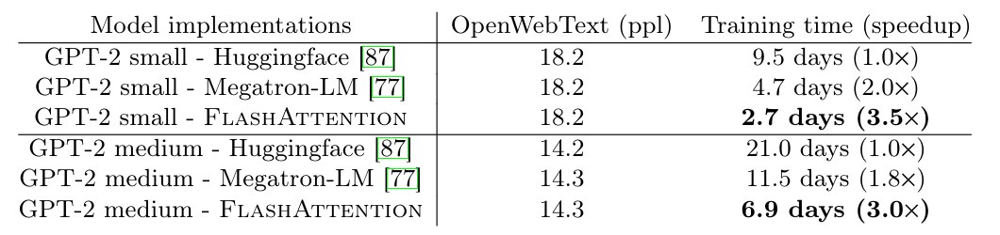 Model implementations OpenWebText (ppl) Training time (speedup)
GPT-2 small - Huggingface [87] 18.2 9.5 days (1.0×)
GPT-2 small - Megatron-LM [77] 18.2 4.7 days (2.0×)
GPT-2 small - FlashAttention 18.2 2.7 days (3.5×)
GPT-2 medium - Huggingface [87] 14.2 21.0 days (1.0×)
GPT-2 medium - Megatron-LM [77] 14.3 11.5 days (1.8×)
GPT-2 medium - FlashAttention 14.3 6.9 days (3.0×)